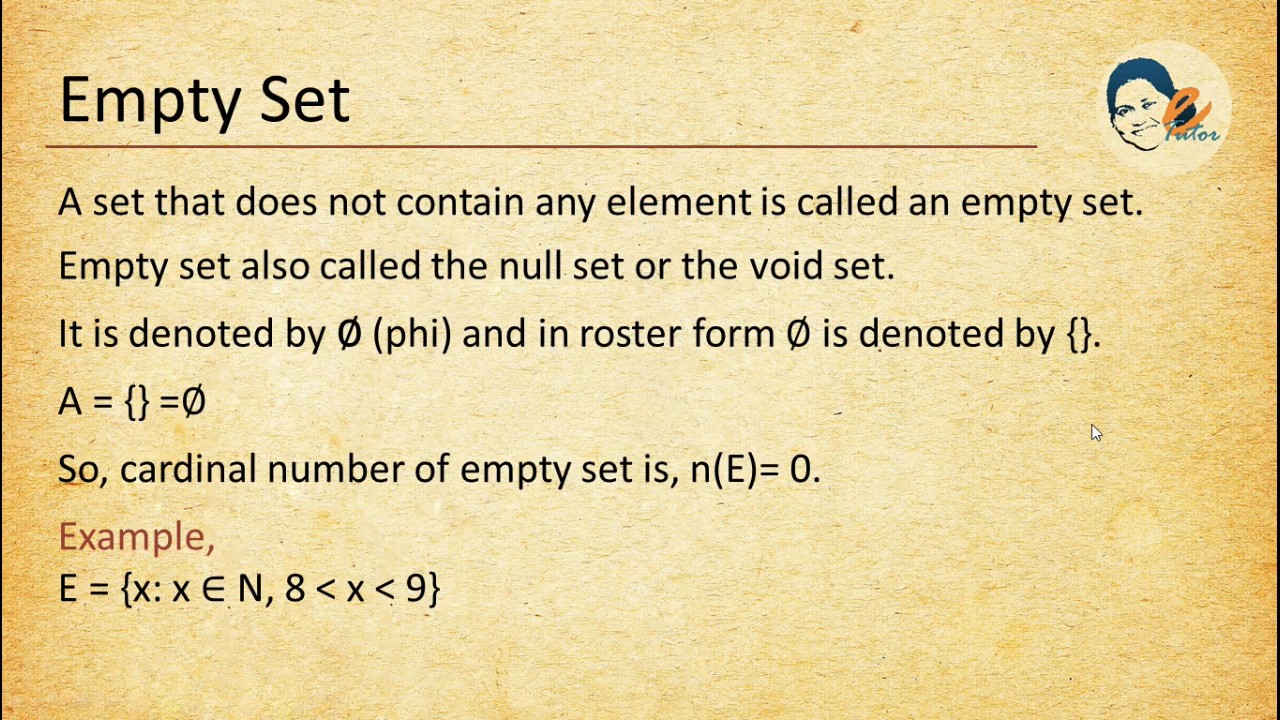 Empty Set
e
Tutor
A set that does not contain any element is called an empty set.
Empty set also called the null set or the void set.
It is denoted by Ø (phi) and in roster form Ø is denoted by {}.
A = {} =Ø
So, cardinal number of empty set is, n(E)= 0.
Example,
E = {x: x ∈ N, 8 < x < 9}